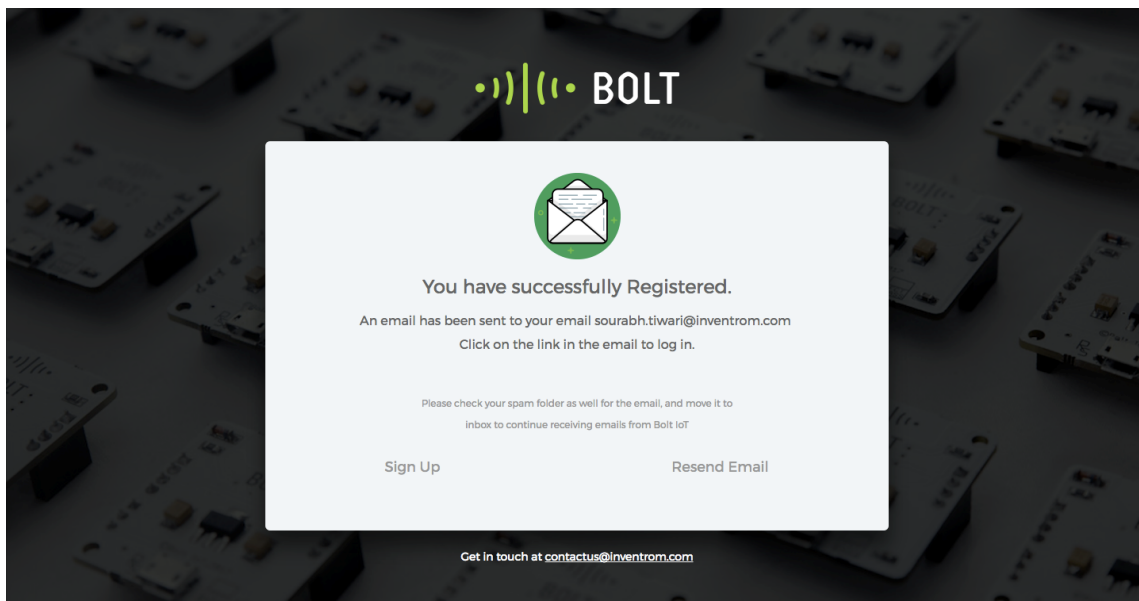 BOLT
You have successfully Registered.
An email has been sent to your email sourabh.tiwari@inventrom.com
Click on the link in the email to log in.
Please check your spam folder as well for the email, and move it to
inbox to continue receiving emails from Bolt IoT
Sign Up
Resend Email
Get in touch at contactus@inventrom.com